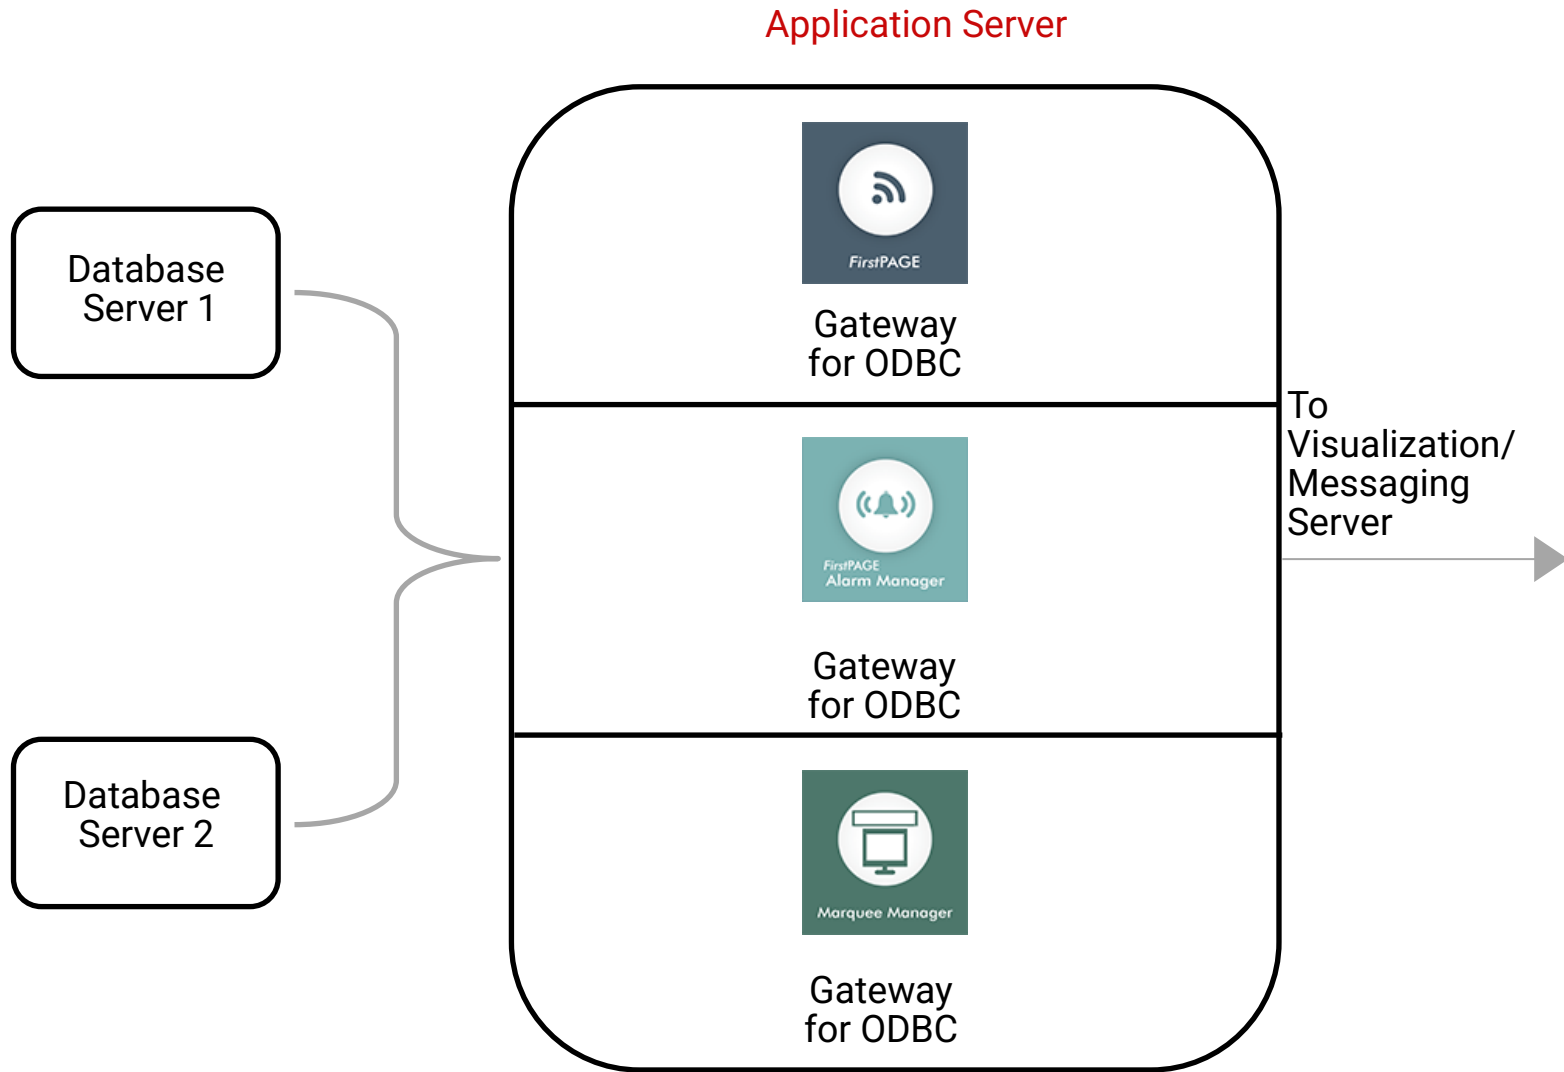 Application Server
Database
Server 1
Database
Server 2
FirstPAGE
Gateway
for ODBC
FirstPAGE
Alarm Manager
Gateway
for ODBC
Marquee Manager
Gateway
for ODBC
To
Visualization/
Messaging
Server